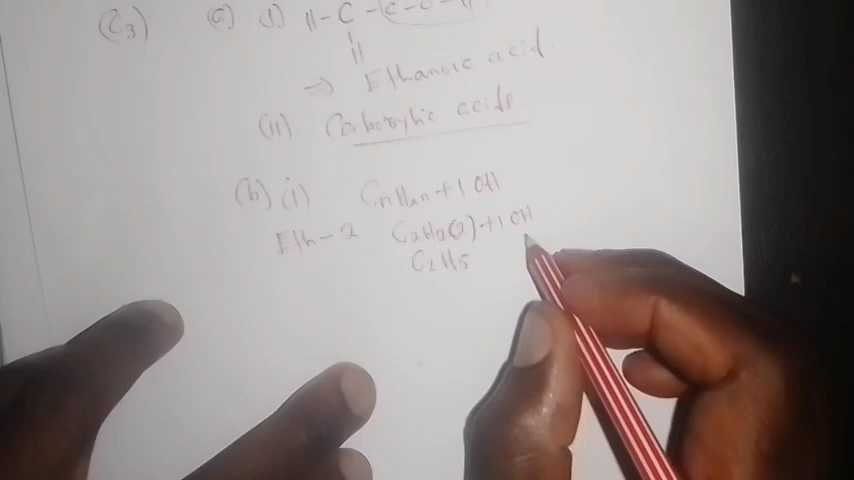 (C3) (a) (i) H-C-C-O-H
H
⇒ Ethanoic acid
(ii) Carboxylic acids
(b) (i) CnH2n+1 OH
Eth-2 C2H2(2)+1 OH
C2H5